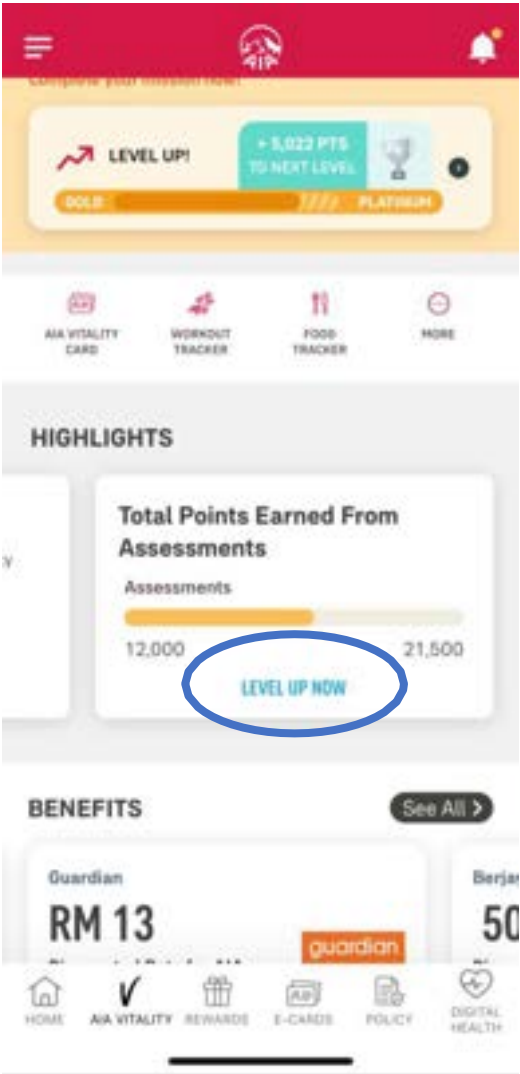 AIA
Complete your mission now!
LEVEL UP!
+ 5,022 PTS
TO NEXT LEVEL
GOLD
PLATINUM
AIA VITALITY
CARD
WORKOUT
TRACKER
FOOD
TRACKER
MORE
HIGHLIGHTS
Total Points Earned From
Assessments
Assessments
12,000 21,500
LEVEL UP NOW
BENEFITS
See All >
Guardian
RM 13
guardian
Berja
50
HOME
AIA VITALITY
REWARDS
E-CARDS
POLICY
DIGITAL
HEALTH